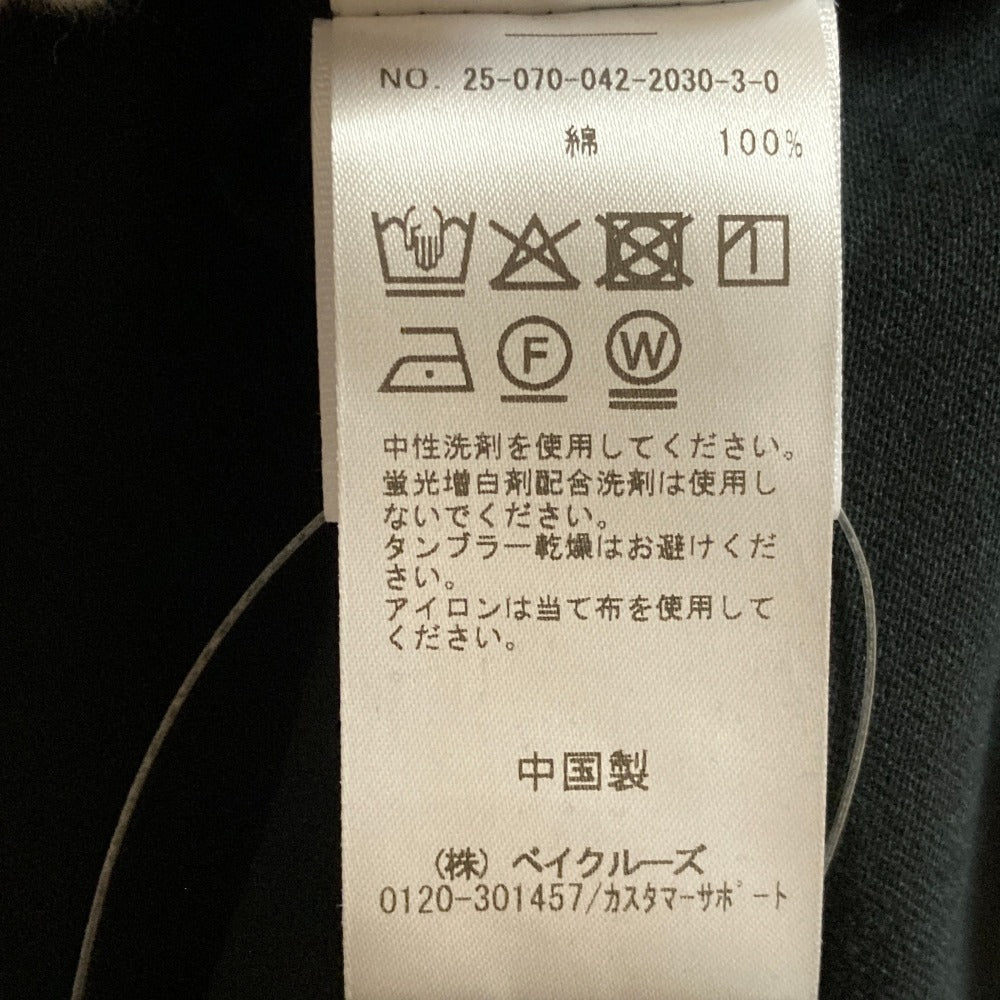 NO. 25-070-042-2030-3-0
綿 100%
F W
中性洗剤を使用してください。
蛍光増白剤配合洗剤は使用し
ないでください。
タンブラー乾燥はお避けくだ
さい。
アイロンは当て布を使用して
ください。
中国製
(株) ベイクルーズ
0120-301457/カスタマーサポート